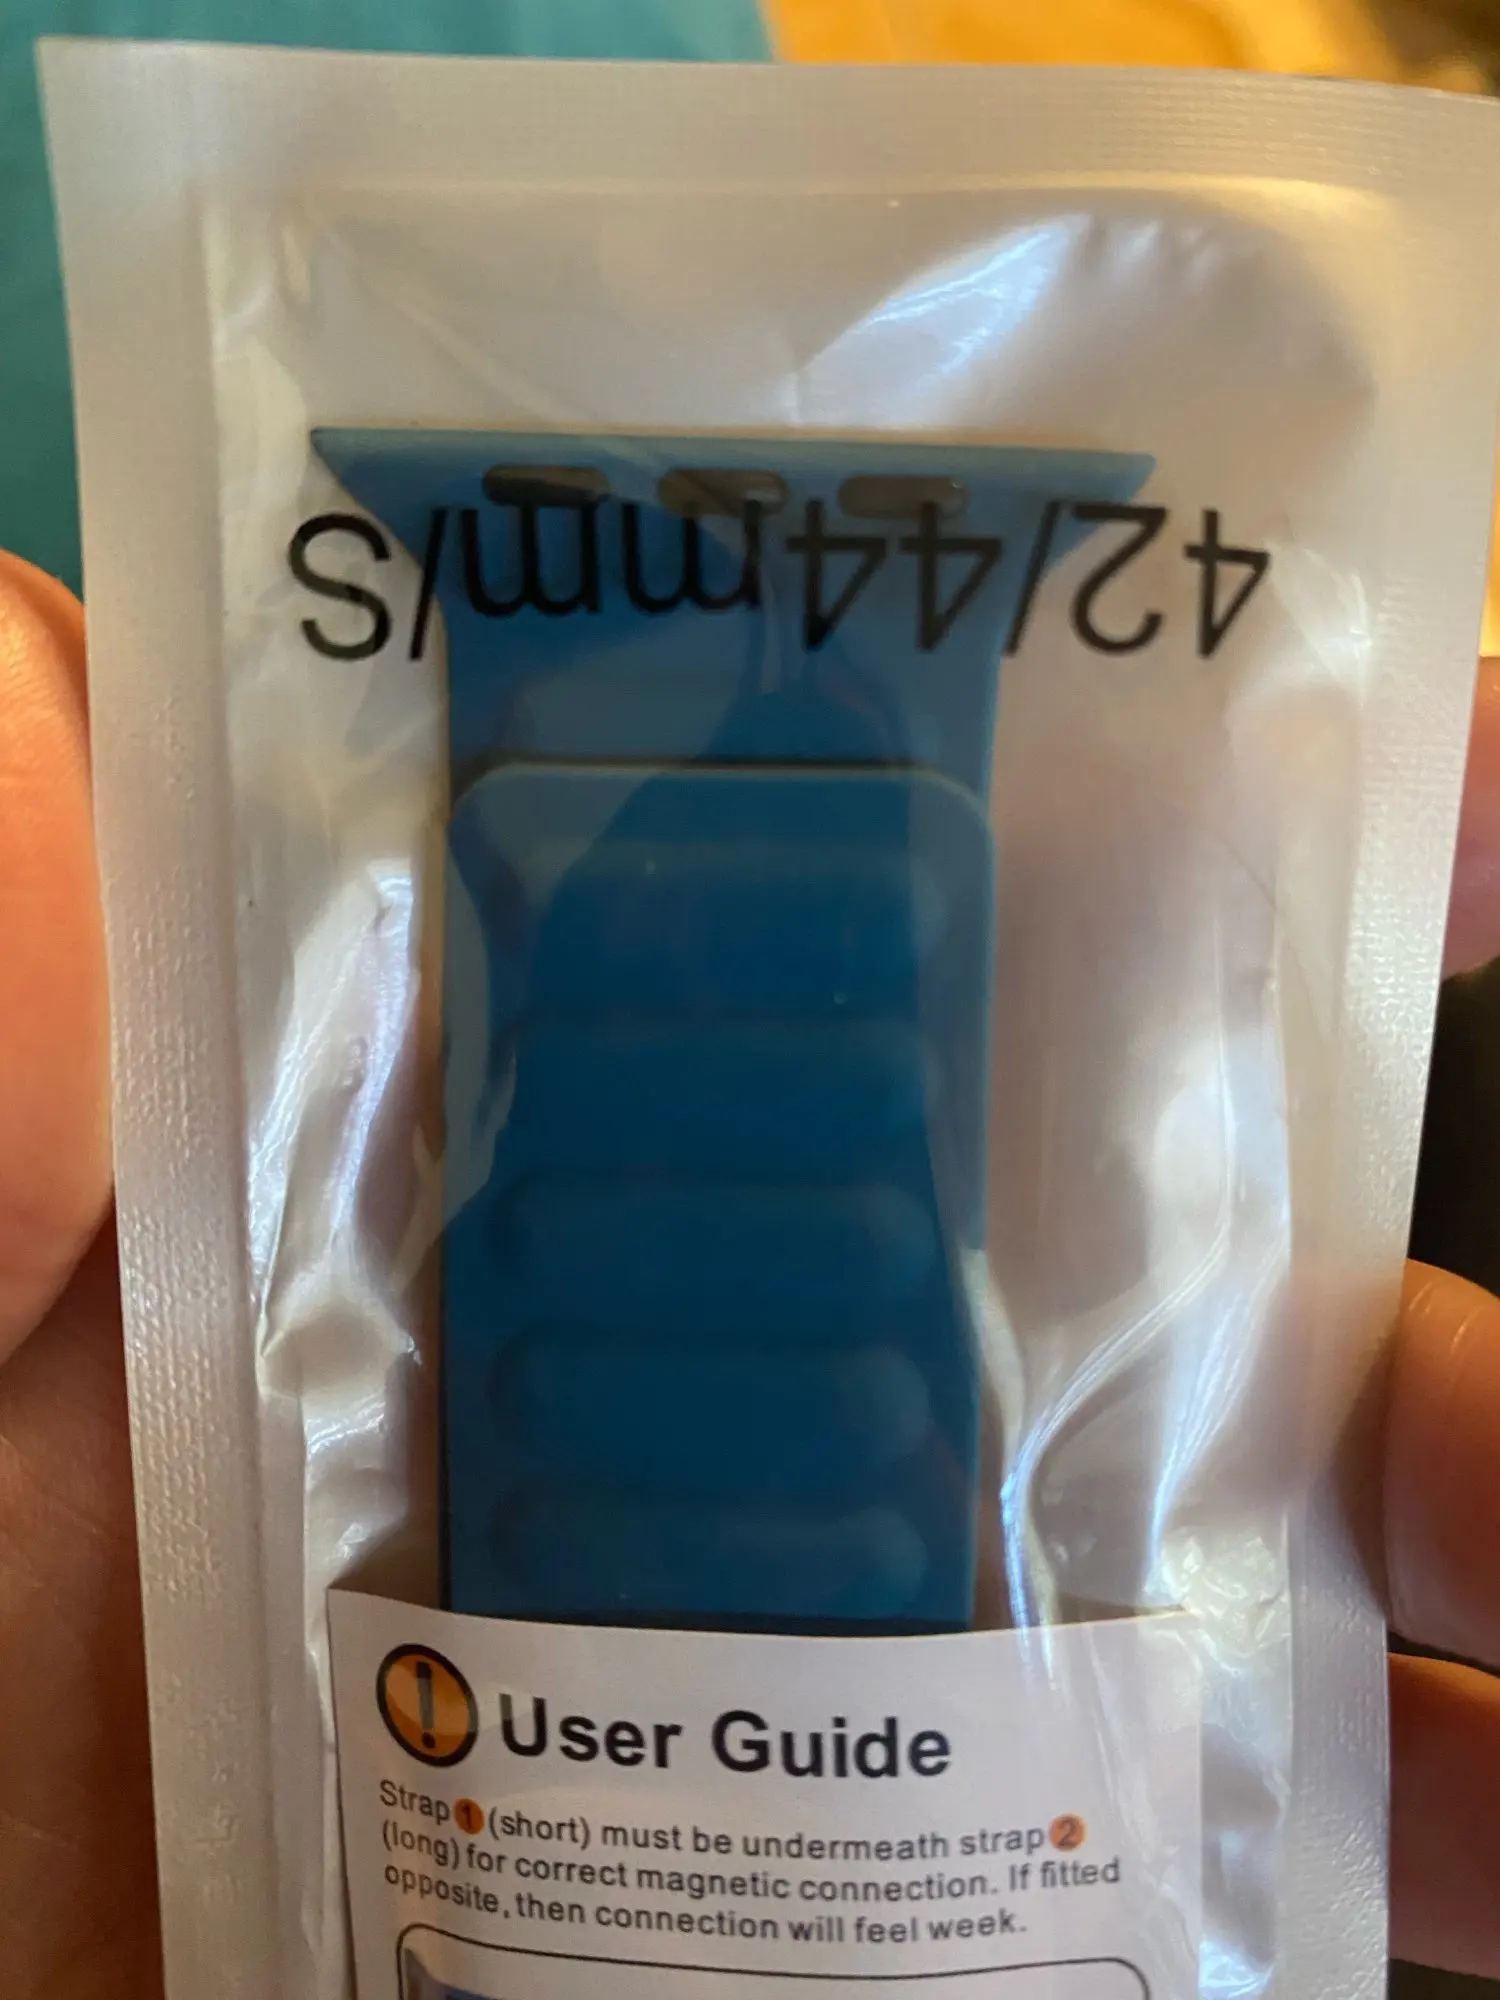 42/44mm/S
! User Guide
Strap 1 (short) must be undermeath strap 2
(long) for correct magnetic connection. If fitted
opposite, then connection will feel week.